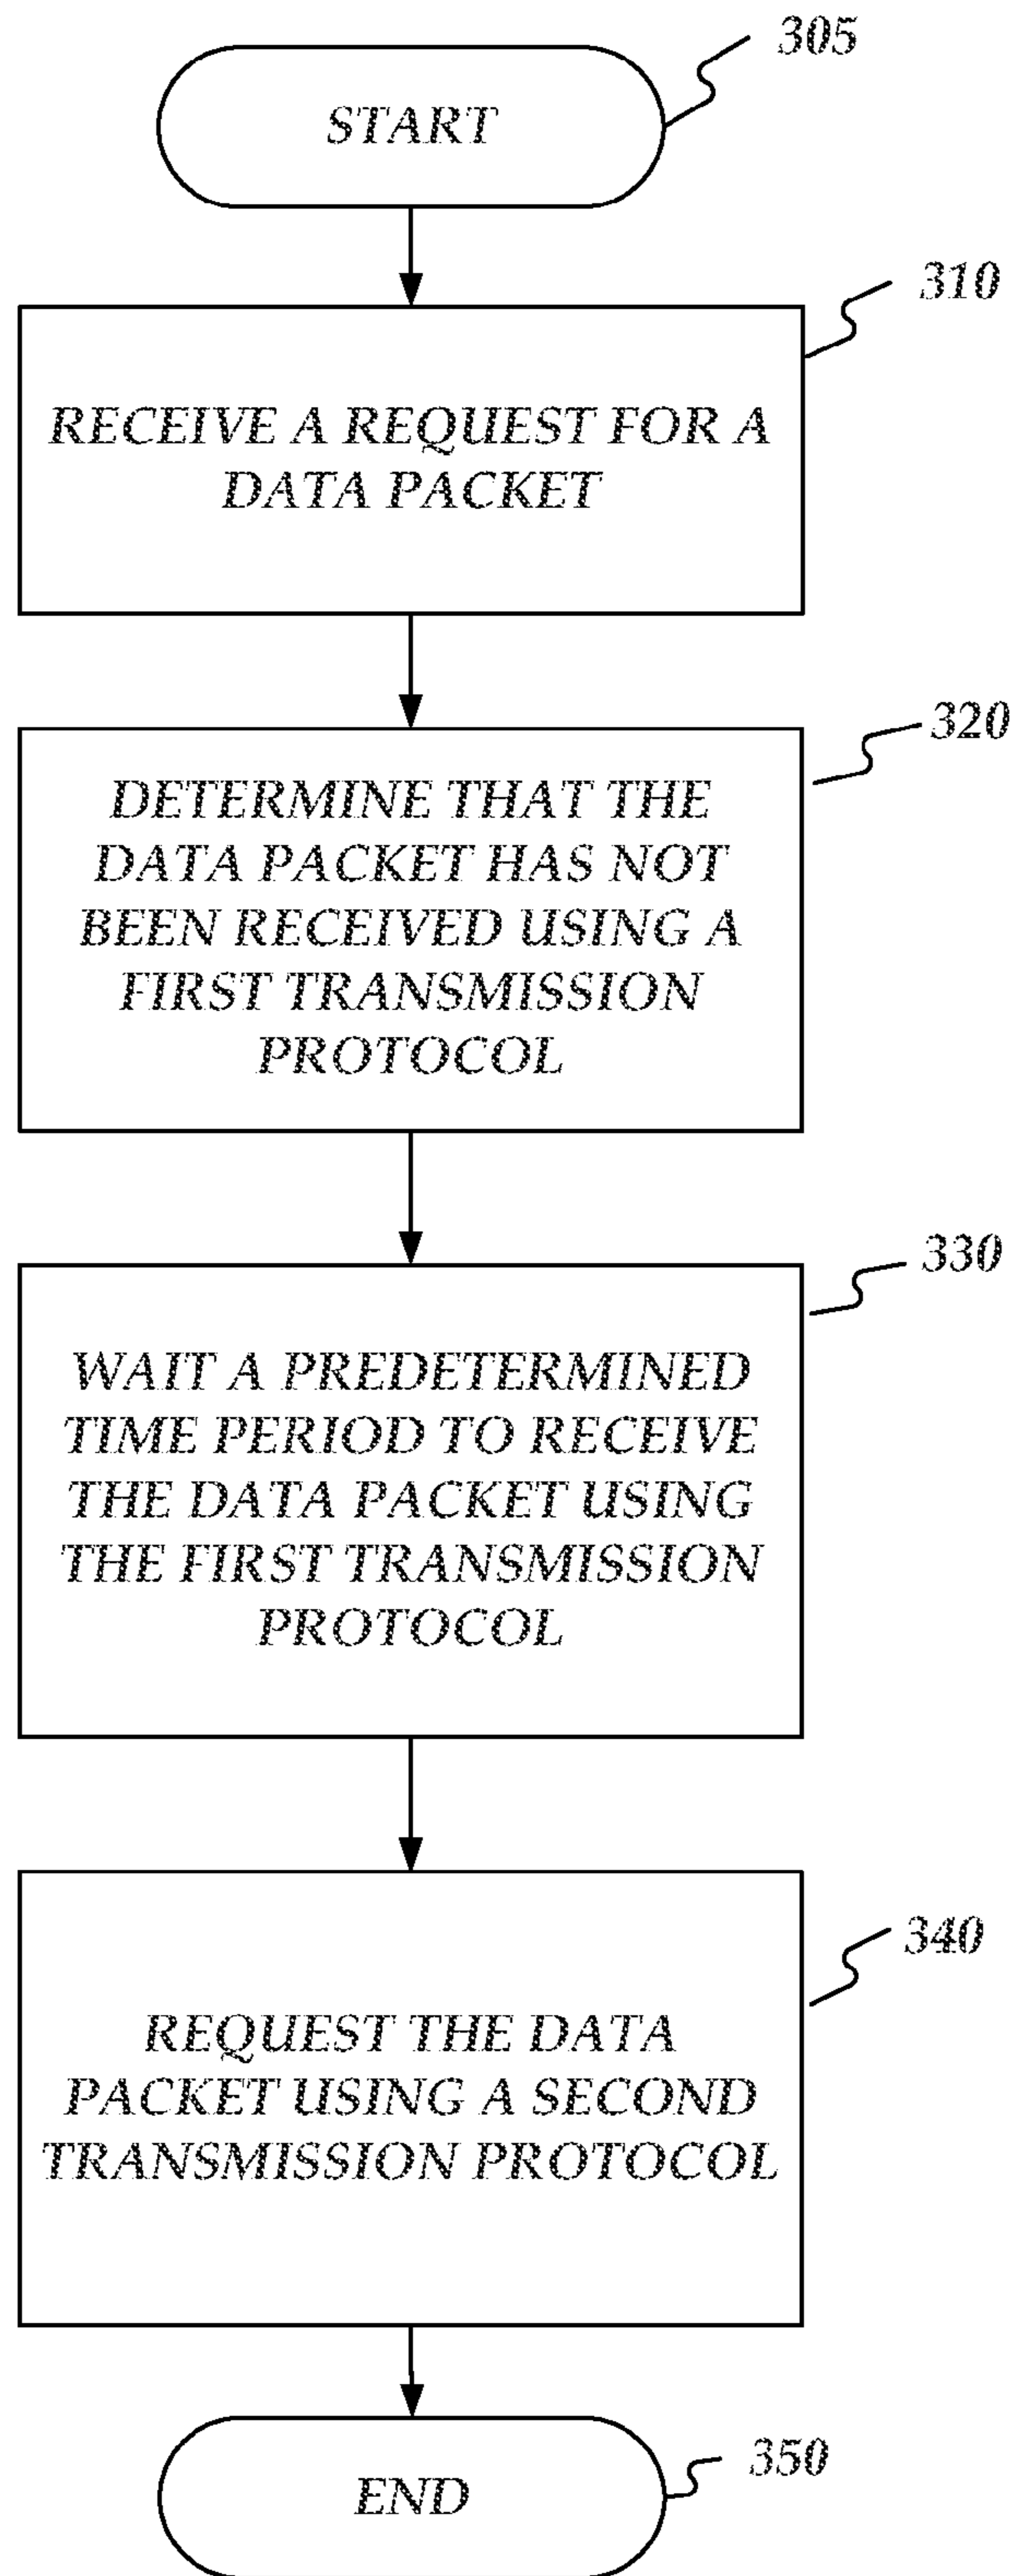 305
START
310
RECEIVE A REQUEST FOR A
DATA PACKET
320
DETERMINE THAT THE
DATA PACKET HAS NOT
BEEN RECEIVED USING A
FIRST TRANSMISSION
PROTOCOL
330
WAIT A PREDETERMINED
TIME PERIOD TO RECEIVE
THE DATA PACKET USING
THE FIRST TRANSMISSION
PROTOCOL
340
REQUEST THE DATA
PACKET USING A SECOND
TRANSMISSION PROTOCOL
350
END